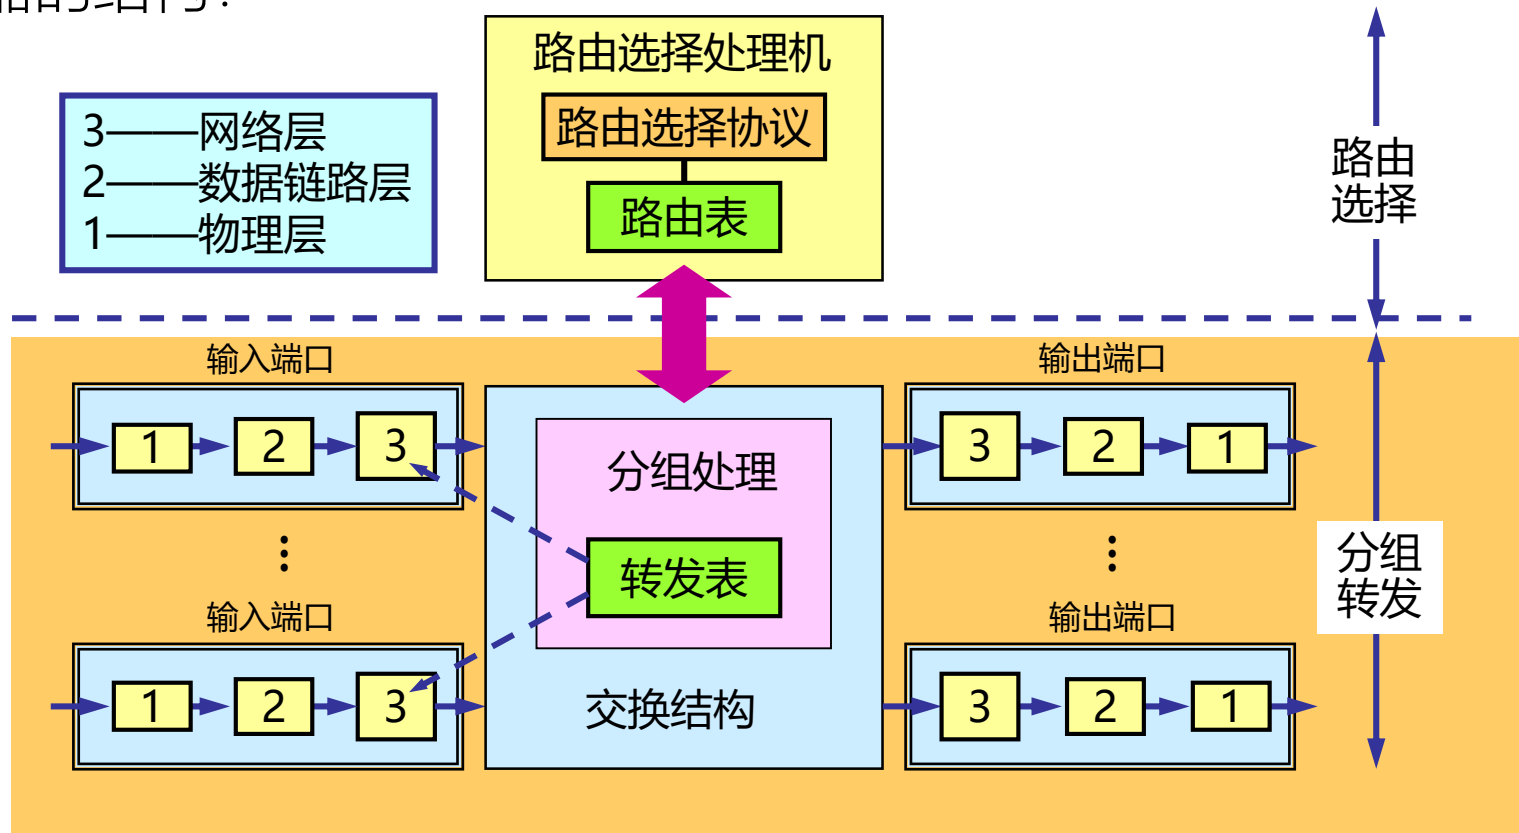 的结构
路由选择处理机
路由选择协议
路由表
3——网络层
2——数据链路层
1——物理层
路由
选择
输入端口
1 2 3
输入端口
1 2 3
分组处理
转发表
交换结构
输出端口
3 2 1
输出端口
3 2 1
分组
转发